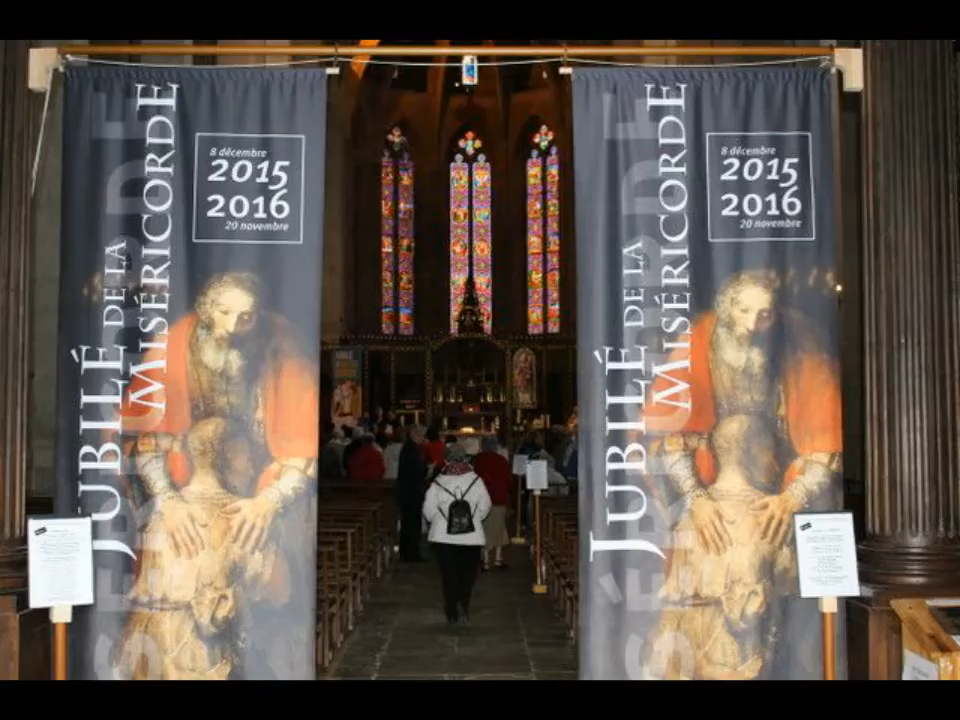 JUBILÉ DE LA
MISÉRICORDE
8 décembre
2015
2016
20 novembre
JUBILÉ DE LA
MISÉRICORDE
8 décembre
2015
2016
20 novembre